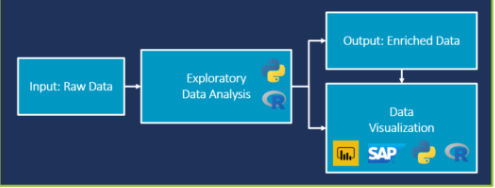 Input: Raw Data
Exploratory
Data Analysis
R
Output: Enriched Data
Data
Visualization
SAP
R